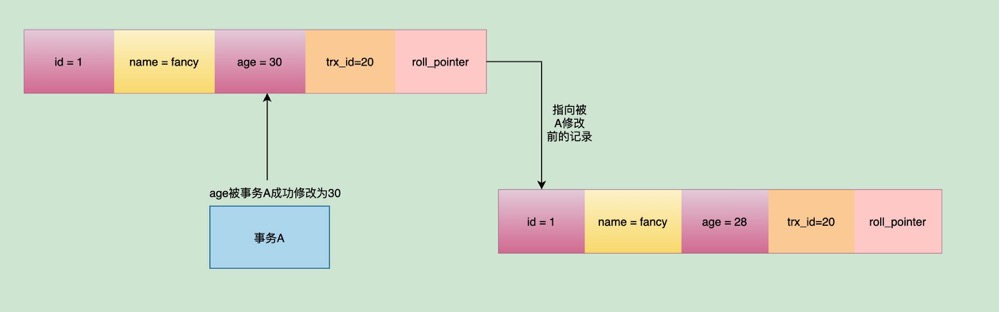 id = 1
name = fancy
age = 30
trx_id=20
roll_pointer
指向被
A修改
前的记录
age被事务A成功修改为30
事务A
id = 1
name = fancy
age = 28
trx_id=20
roll_pointer